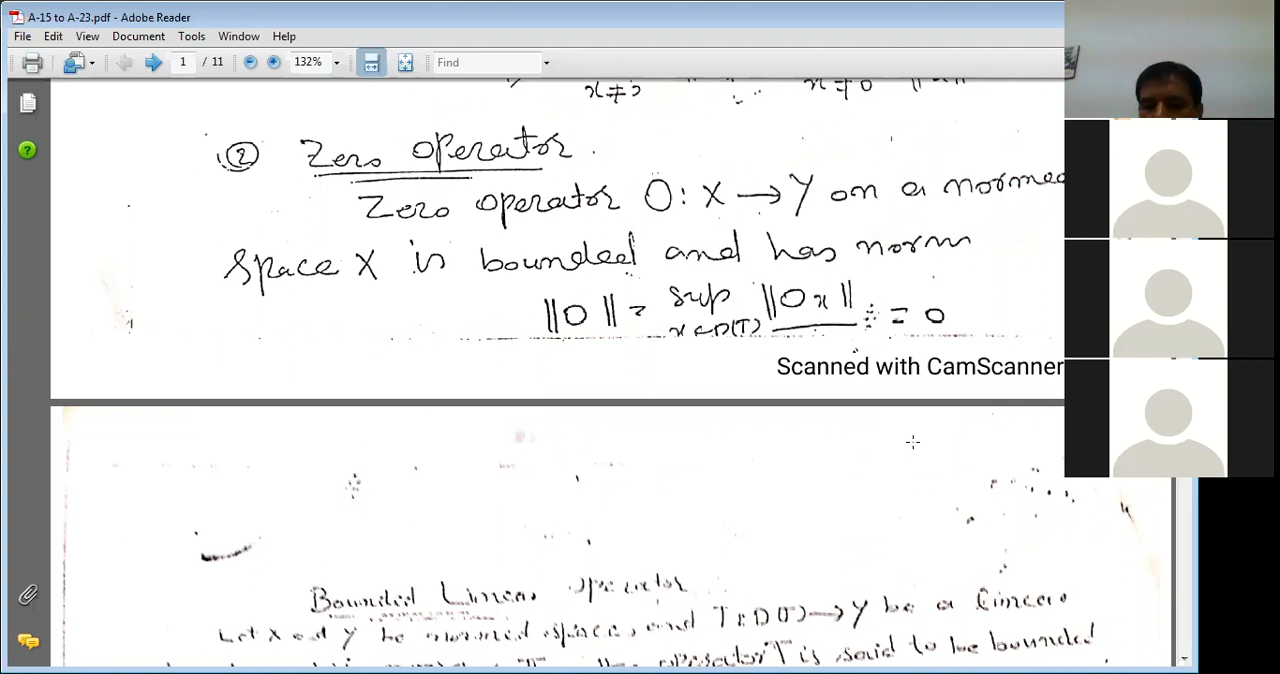 A-15 to A-23.pdf - Adobe Reader
File Edit View Document Tools Window Help
1 / 11 132% Find
x≠0 x≠0
(2) Zero operator
Zero operator O: X → Y on a normed
space X is bounded and has norm
||O|| = sup ||Ox|| = 0
x∈D(T)
Scanned with CamScanner
Bounded Linear operator
Let X and Y be normed spaces and T: D(T) → Y be a linear
operator T is said to be bounded